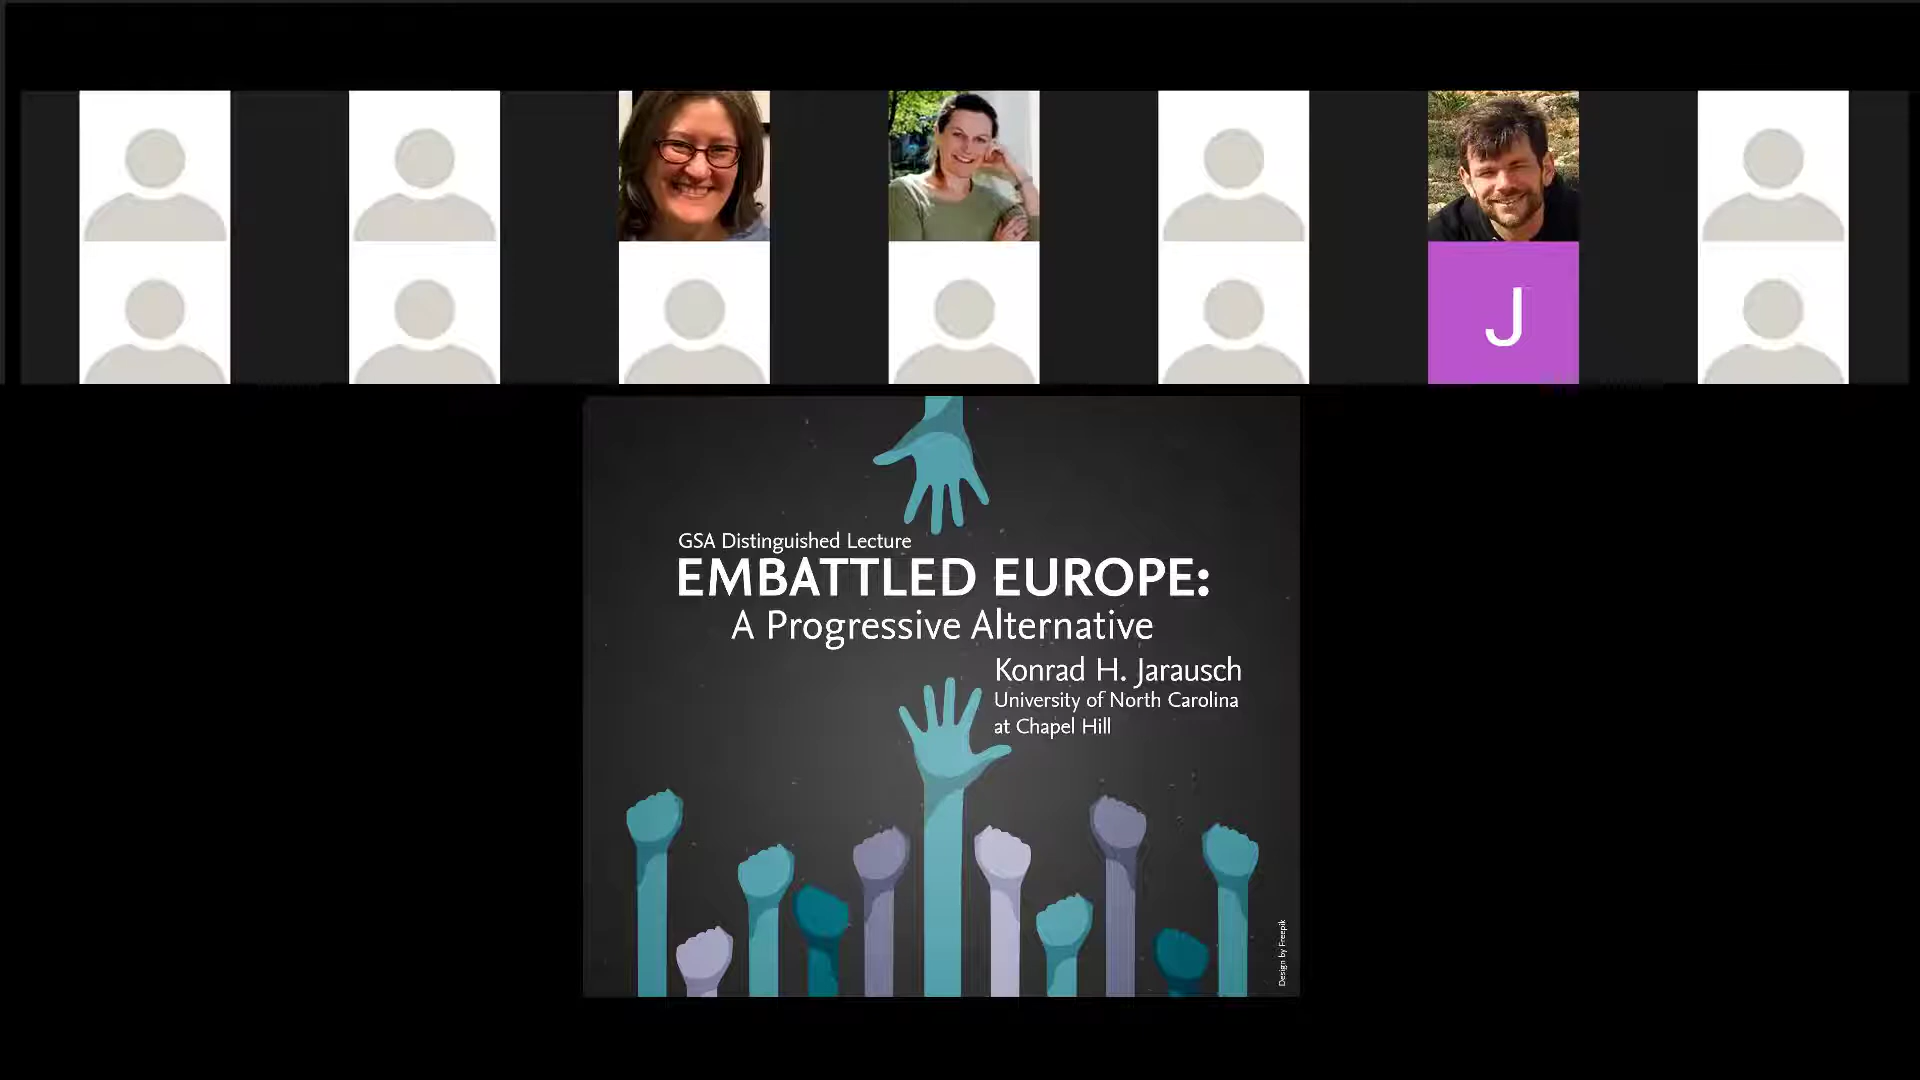 J
GSA Distinguished Lecture
EMBATTLED EUROPE:
A Progressive Alternative
Konrad H. Jarausch
University of North Carolina
at Chapel Hill
Design by Freepik